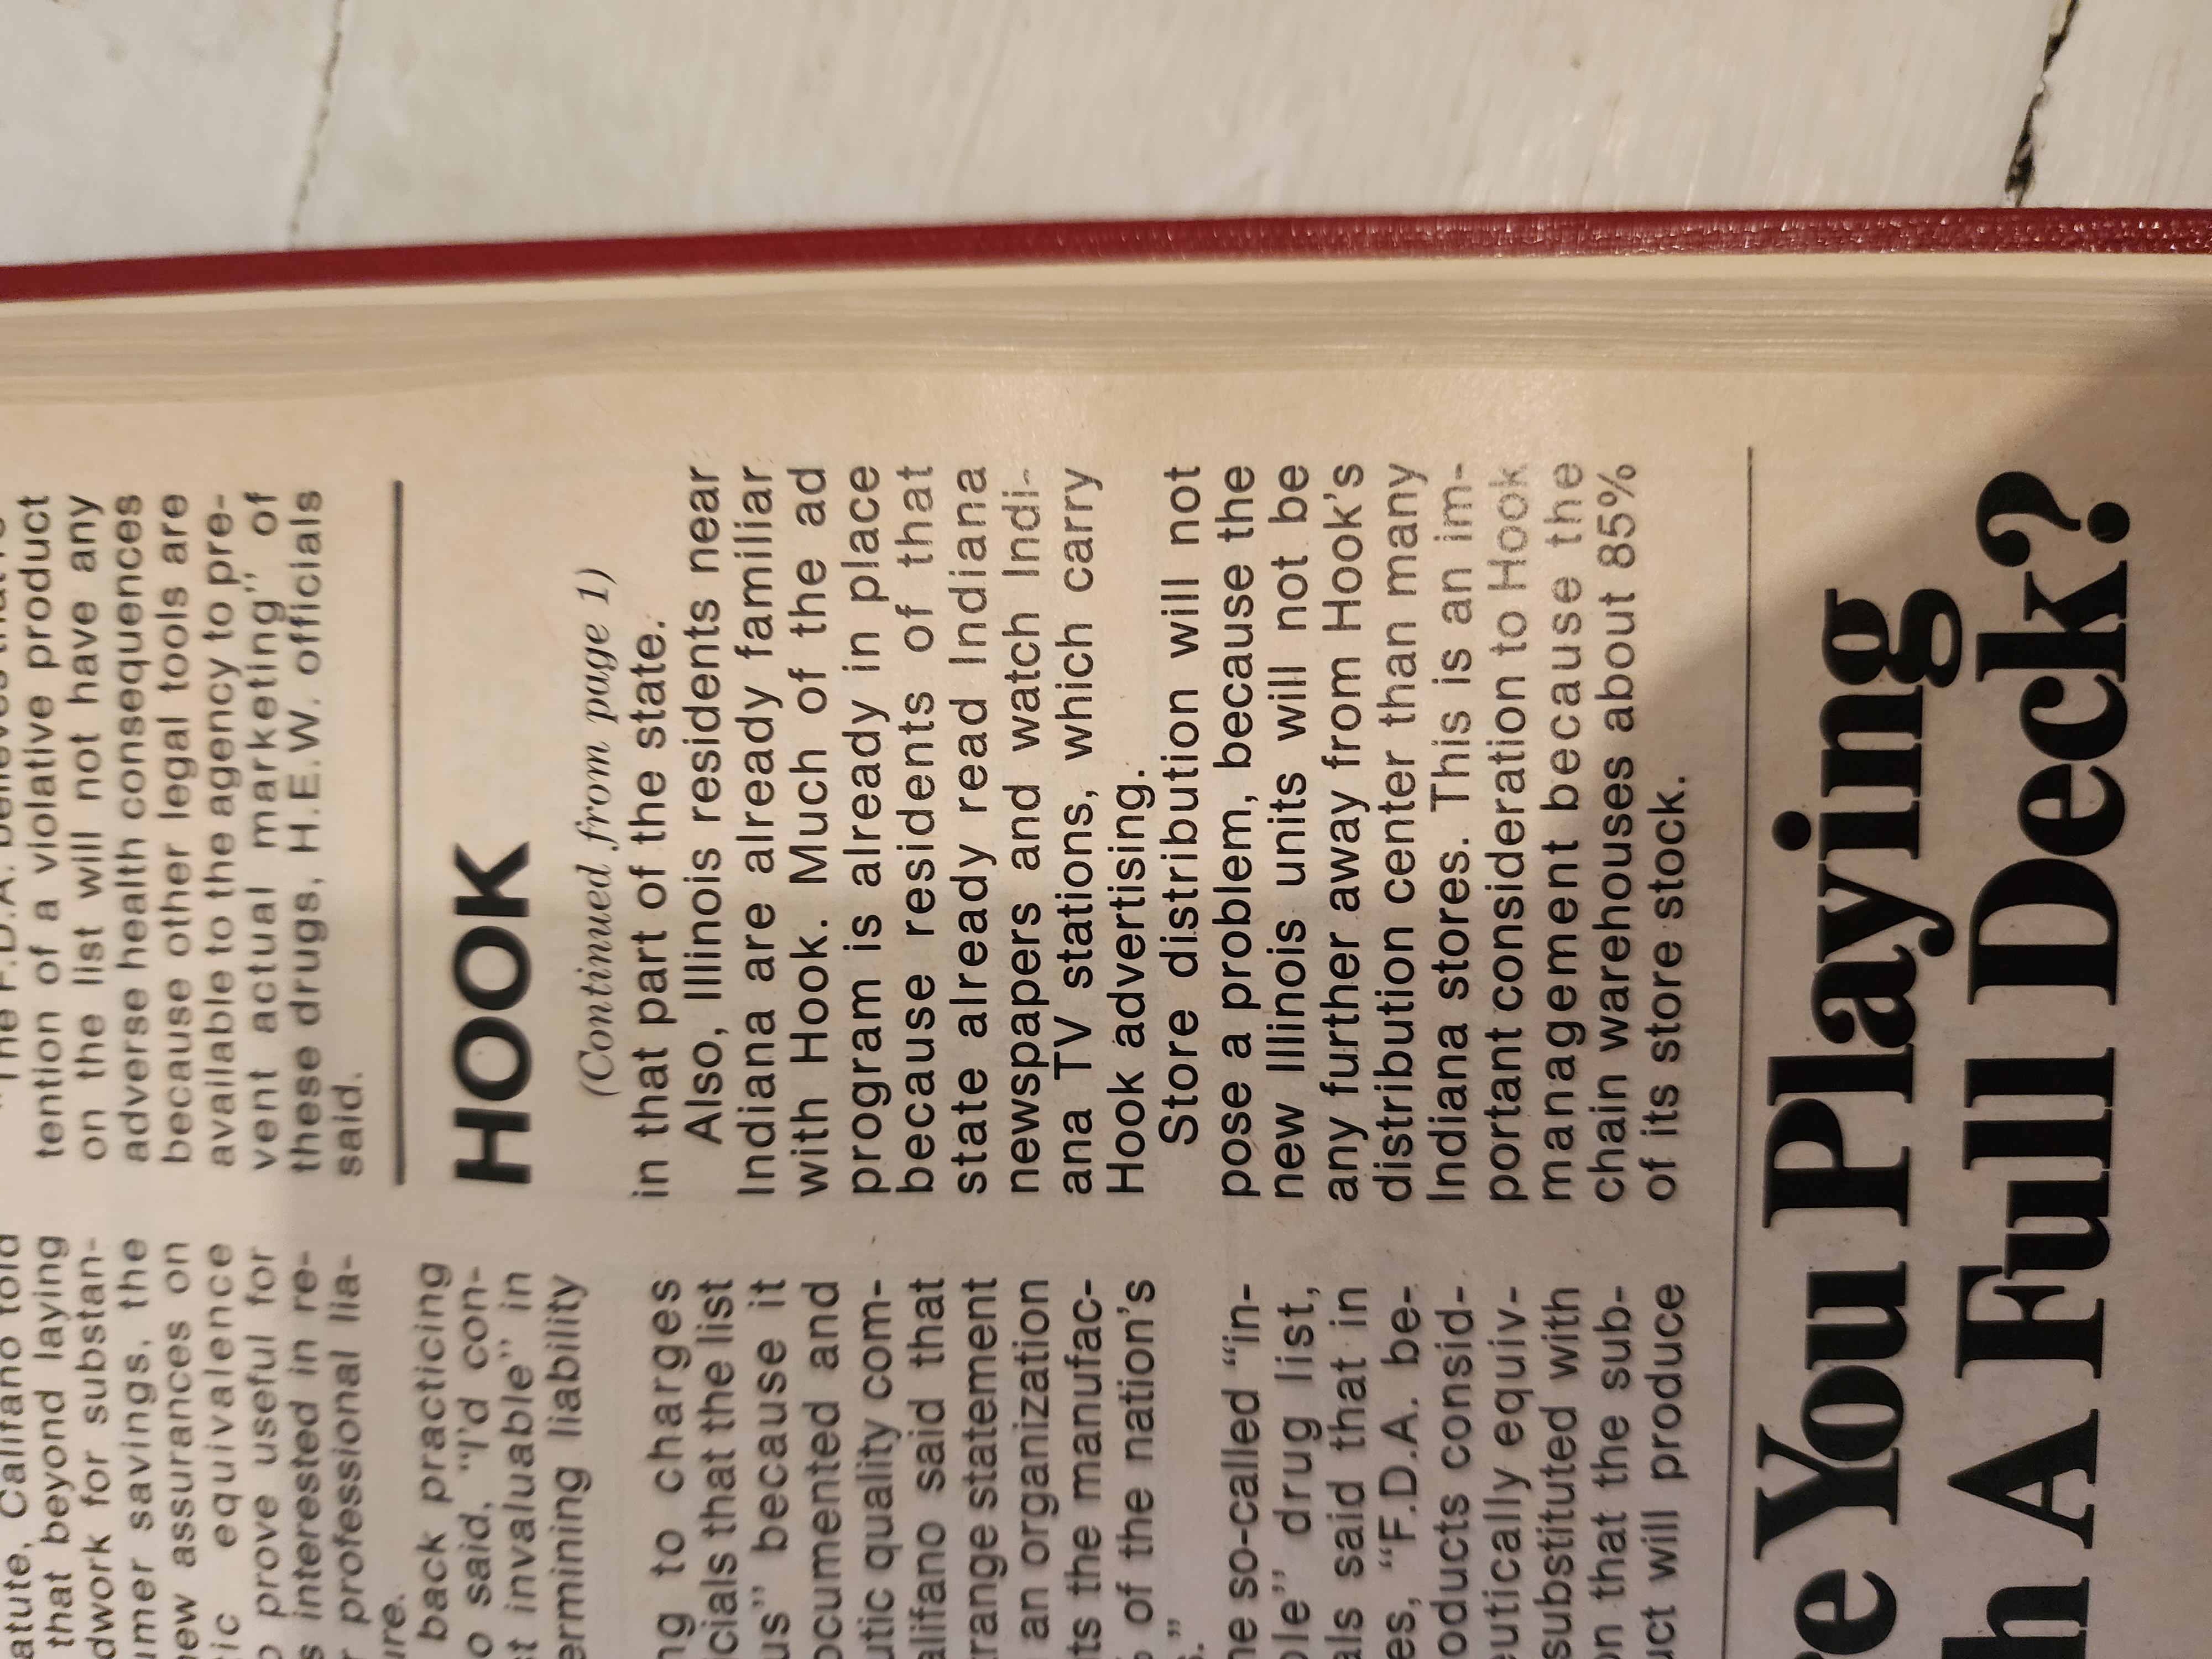 ature, Califano told
that beyond laying
dwork for substan-
umer savings, the
new assurances on
ic equivalence
prove useful for
s interested in re-
professional lia-
ure.
back practicing
o said, "I'd con-
t invaluable" in
ermining liability
ng to charges
cials that the list
us" because it
ocumented and
utic quality com-
alifano said that
range statement
an organization
ts the manufac-
of the nation's
."
he so-called "in-
ble" drug list,
als said that in
es, "F.D.A. be-
oducts consid-
eutically equiv-
substituted with
on that the sub-
uct will produce
"The F.D.A. believes that re-
tention of a violative product
on the list will not have any
adverse health consequences
because other legal tools are
available to the agency to pre-
vent actual marketing" of
these drugs, H.E.W. officials
said.
HOOK
(Continued from page 1)
in that part of the state.
Also, Illinois residents near
Indiana are already familiar
with Hook. Much of the ad
program is already in place
because residents of that
state already read Indiana
newspapers and watch Indi-
ana TV stations, which carry
Hook advertising.
Store distribution will not
pose a problem, because the
new Illinois units will not be
any further away from Hook's
distribution center than many
Indiana stores. This is an im-
portant consideration to Hook
management because the
chain warehouses about 85%
of its store stock.
e You Playing
h A Full Deck?